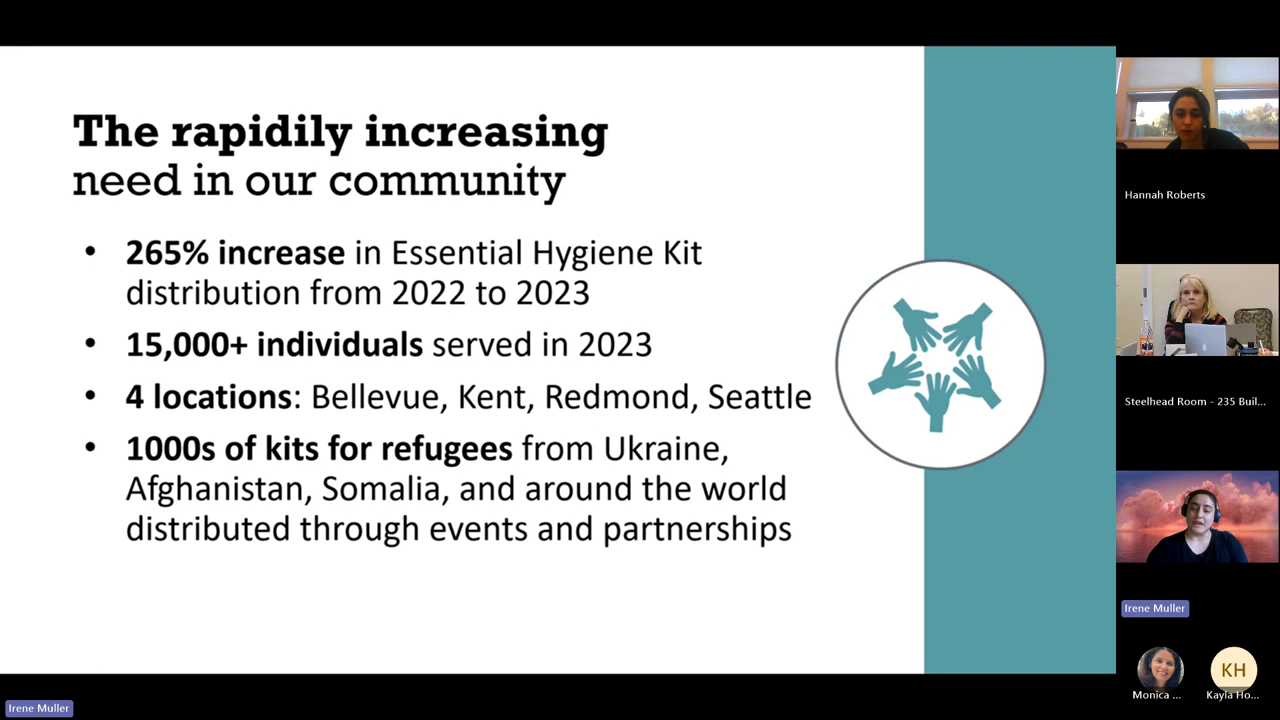 The rapidily increasing
need in our community
• 265% increase in Essential Hygiene Kit
distribution from 2022 to 2023
• 15,000+ individuals served in 2023
• 4 locations: Bellevue, Kent, Redmond, Seattle
• 1000s of kits for refugees from Ukraine,
Afghanistan, Somalia, and around the world
distributed through events and partnerships
Hannah Roberts
Steelhead Room - 235 Buil...
Irene Muller
KH
Monica ...
Kayla Ho...
Irene Muller